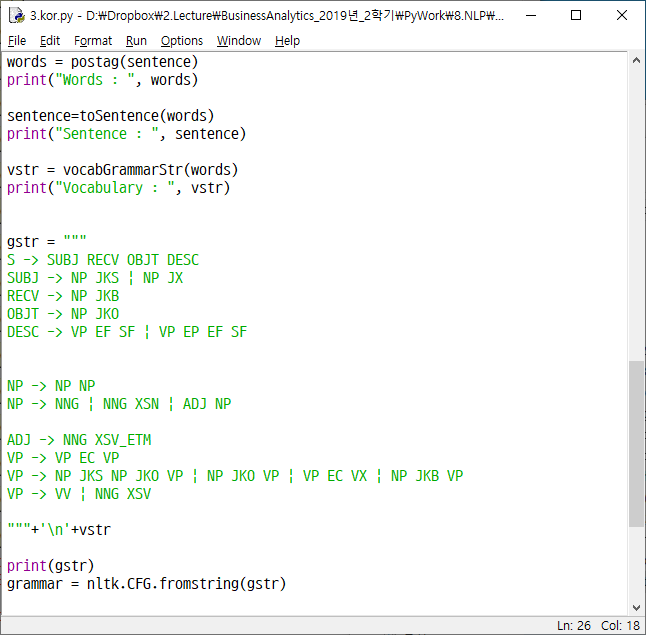 3.kor.py - D:₩Dropbox₩2.Lecture₩BusinessAnalytics_2019년_2학기₩PyWork₩8.NLP₩...
File Edit Format Run Options Window Help
words = postag(sentence)
print("Words : ", words)
sentence=toSentence(words)
print("Sentence : ", sentence)
vstr = vocabGrammarStr(words)
print("Vocabulary : ", vstr)
gstr = """
S -> SUBJ RECV OBJT DESC
SUBJ -> NP JKS | NP JX
RECV -> NP JKB
OBJT -> NP JKO
DESC -> VP EF SF | VP EP EF SF
NP -> NP NP
NP -> NNG | NNG XSN | ADJ NP
ADJ -> NNG XSV_ETM
VP -> VP EC VP
VP -> NP JKS NP JKO VP | NP JKO VP | VP EC VX | NP JKB VP
VP -> VV | NNG XSV
"""+'\n'+vstr
print(gstr)
grammar = nltk.CFG.fromstring(gstr)
Ln: 26 Col: 18